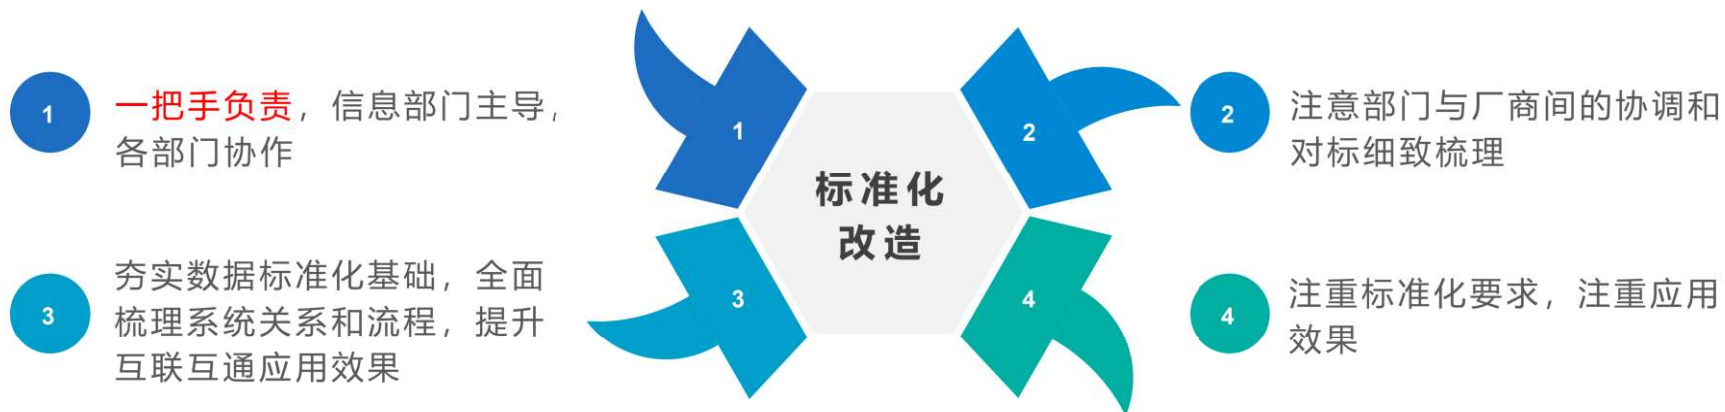 1
一把手负责，信息部门主导，
各部门协作
2
注意部门与厂商间的协调和
对标细致梳理
3
夯实数据标准化基础，全面
梳理系统关系和流程，提升
互联互通应用效果
4
注重标准化要求，注重应用
效果
1
2
标准化
改造
3
4